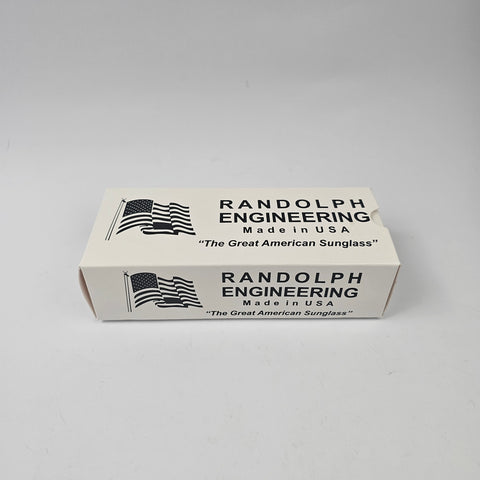 RANDOLPH
ENGINEERING
Made in USA
"The Great American Sunglass"
RANDOLPH
ENGINEERING
Made in USA
"The Great American Sunglass"